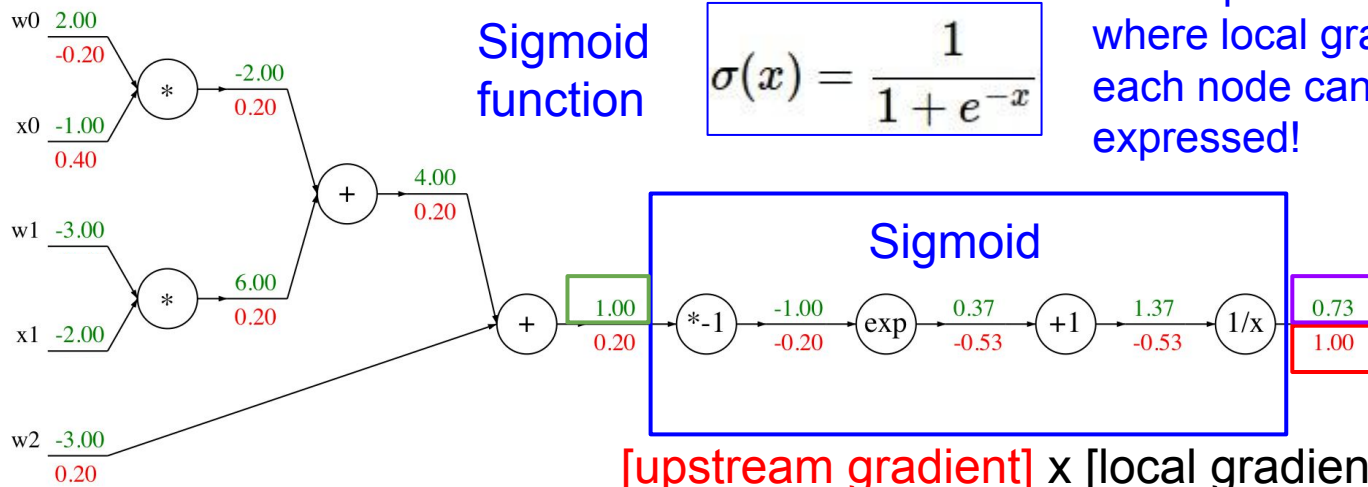 w0 2.00
-0.20
*
-2.00
0.20
x0 -1.00
0.40
Sigmoid
function
σ(x) = 1 / (1 + e^{-x})
where local gra
each node can
expressed!
+
4.00
0.20
w1 -3.00
*
6.00
0.20
x1 -2.00
Sigmoid
+
1.00
0.20
*-1
-1.00
-0.20
exp
0.37
-0.53
+1
1.37
-0.53
1/x
0.73
1.00
w2 -3.00
0.20
[upstream gradient] x [local gradien